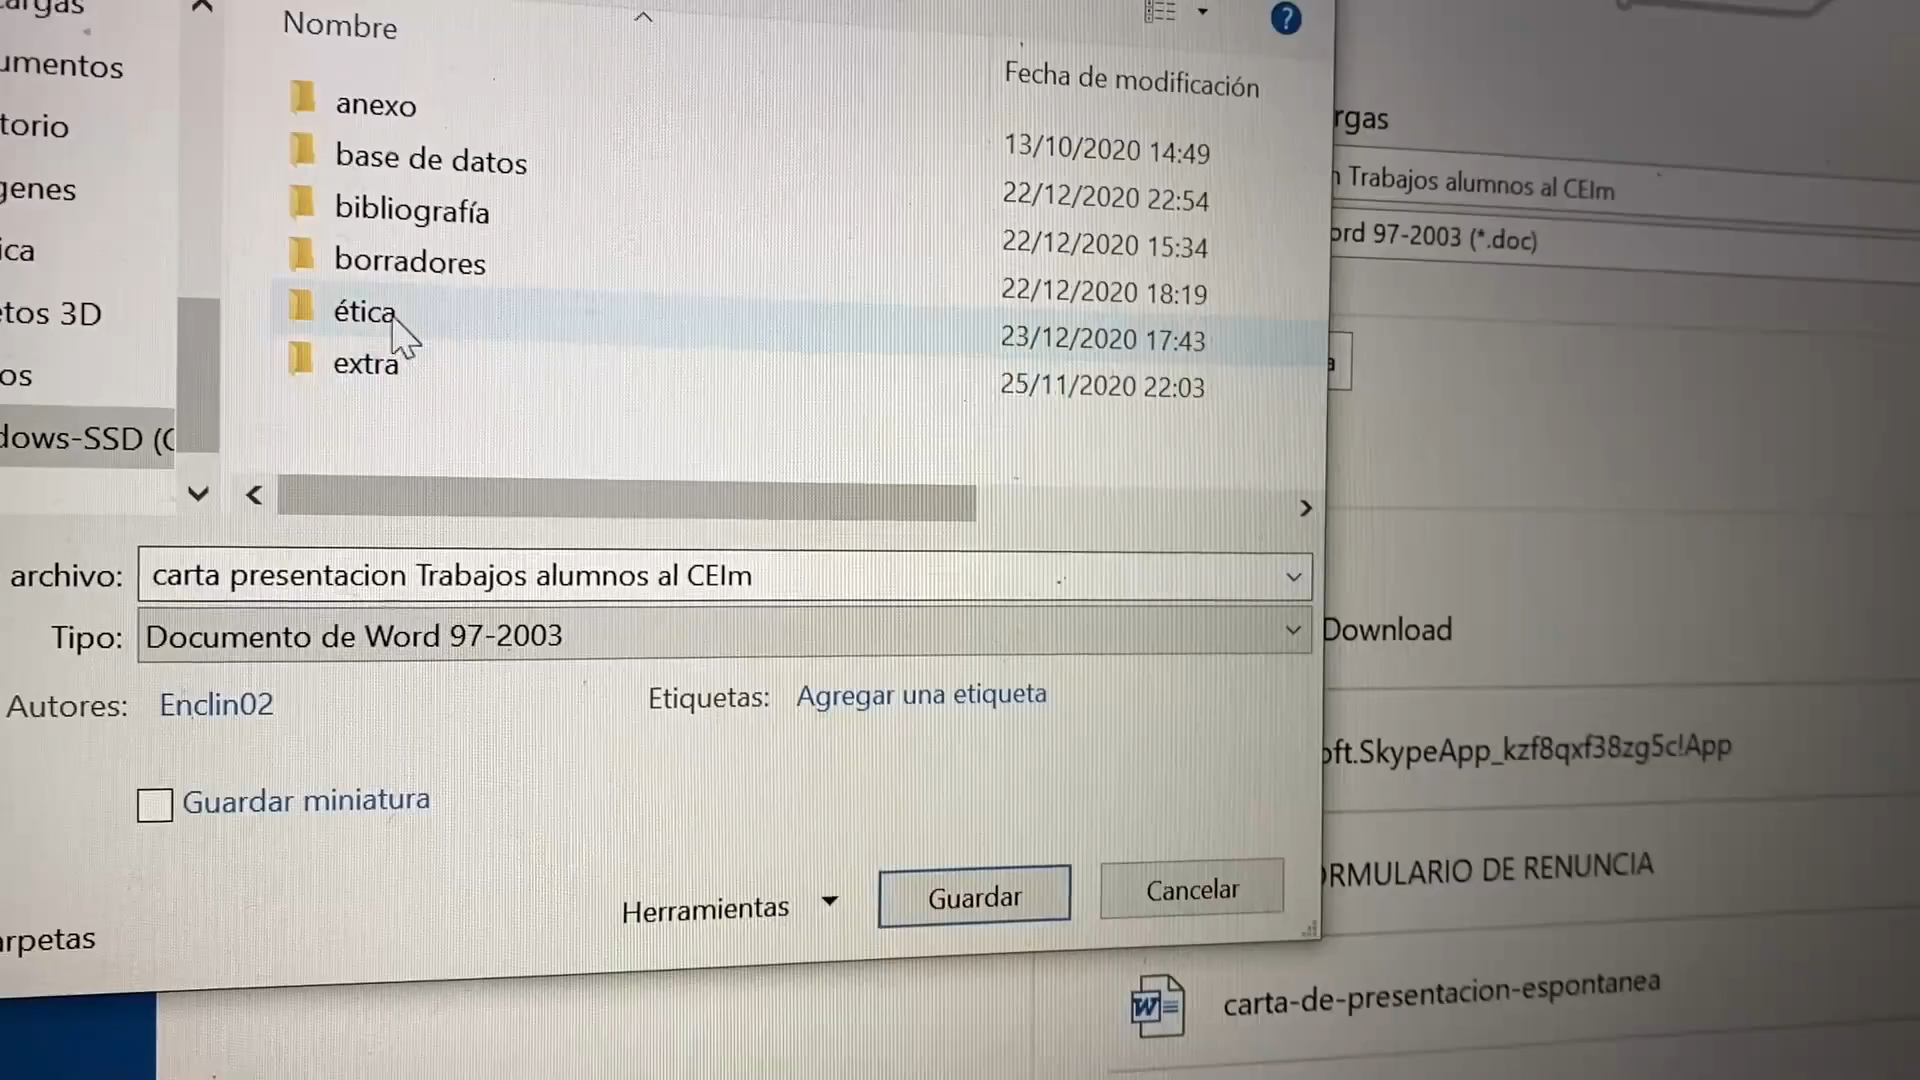 Nombre
Fecha de modificación
anexo
13/10/2020 14:49
base de datos
22/12/2020 22:54
bibliografía
22/12/2020 15:34
borradores
22/12/2020 18:19
ética
23/12/2020 17:43
extra
25/11/2020 22:03
argas
umentos
torio
genes
ica
etos 3D
os
dows-SSD (C
archivo: carta presentacion Trabajos alumnos al CEIm
Tipo: Documento de Word 97-2003
Autores: Enclin02
Etiquetas: Agregar una etiqueta
Guardar miniatura
Herramientas
Guardar
Cancelar
arpetas
?
rgas
n Trabajos alumnos al CEIm
ord 97-2003 (*.doc)
a
Download
oft.SkypeApp_kzf8qxf38zg5c!App
ORMULARIO DE RENUNCIA
W
carta-de-presentacion-espontanea